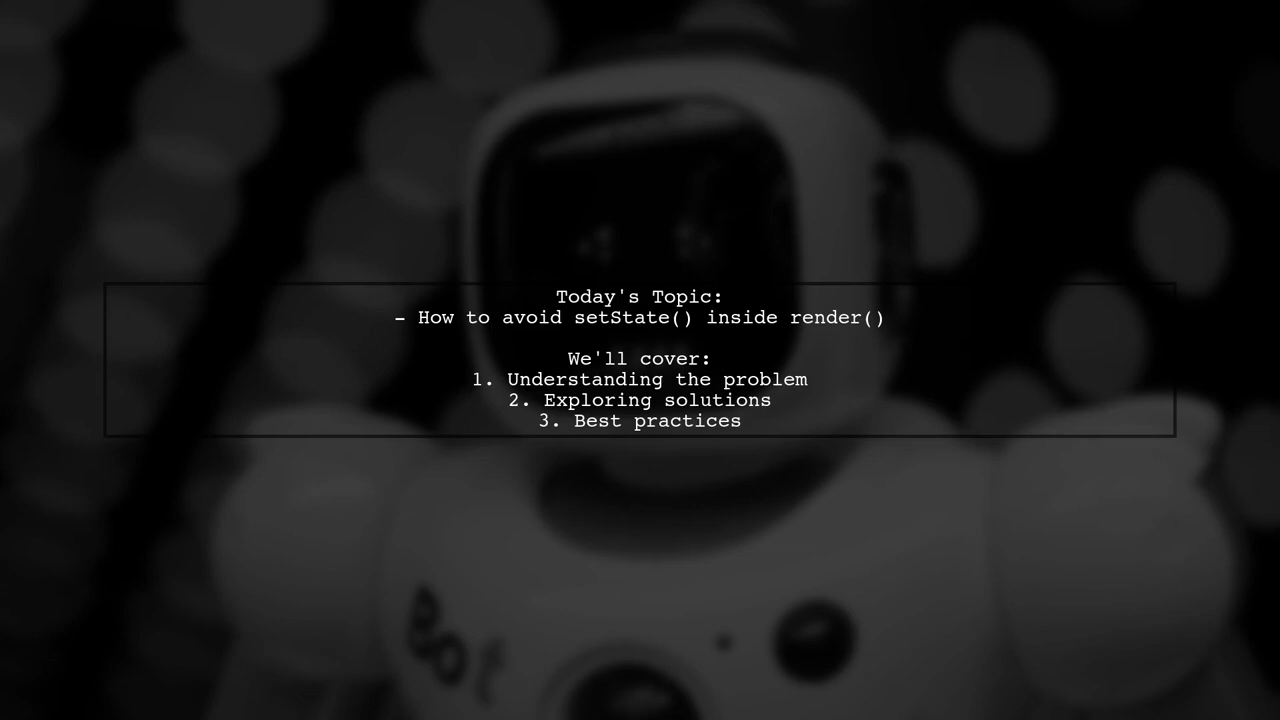 Today's Topic:
- How to avoid setState() inside render()
We'll cover:
1. Understanding the problem
2. Exploring solutions
3. Best practices
Bot